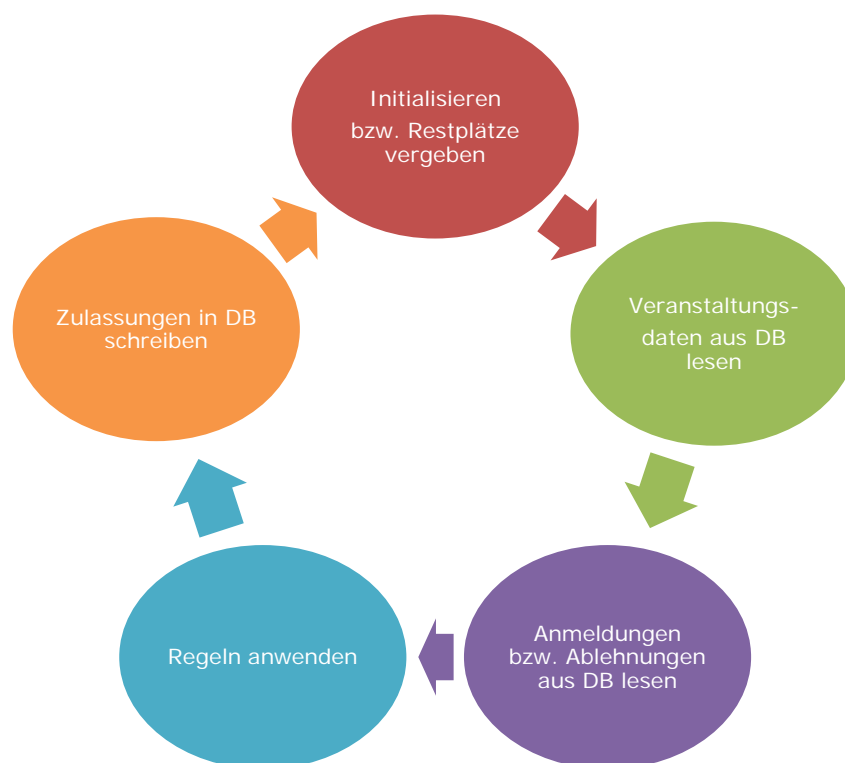 Initialisieren
bzw. Restplätze
vergeben
Veranstaltungs-
daten aus DB
lesen
Anmeldungen
bzw. Ablehnungen
aus DB lesen
Regeln anwenden
Zulassungen in DB
schreiben